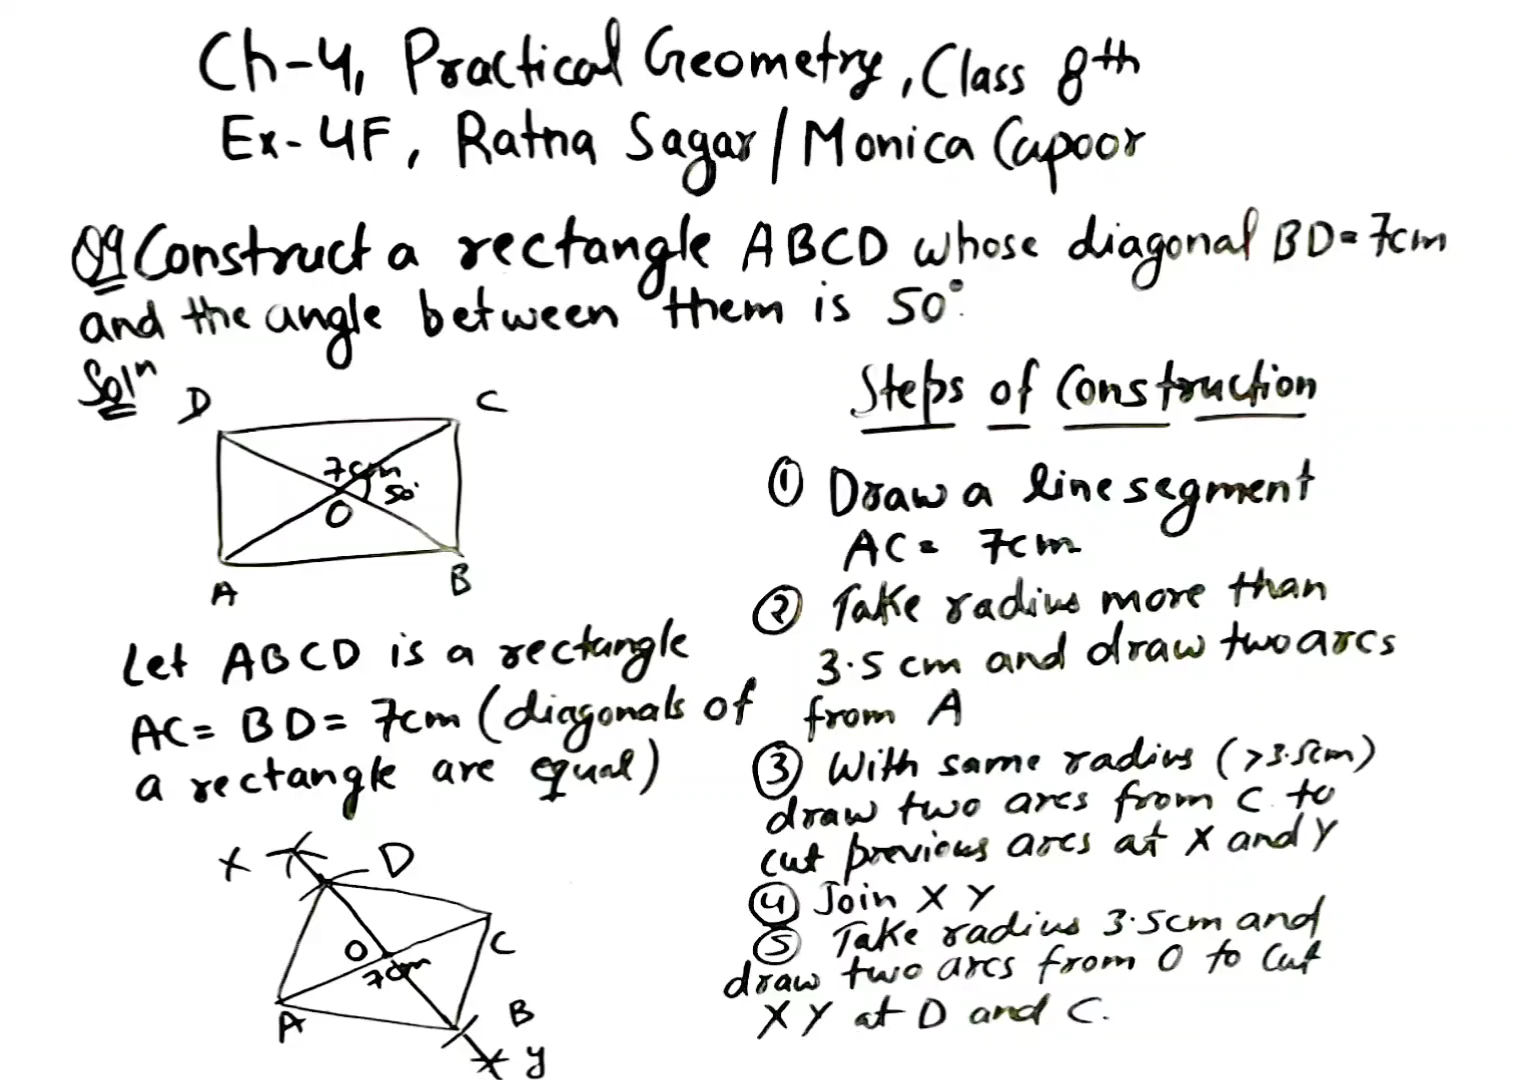 Ch-4, Practical Geometry, Class 8th
Ex-4F, Ratna Sagar/Monica Capoor
Q9 Construct a rectangle ABCD whose diagonal BD=7cm
and the angle between them is 50°.
Solⁿ
D C
7cm
50°
O
A B
Let ABCD is a rectangle
AC = BD = 7cm (diagonals of
a rectangle are equal)
X D
O C
7cm
A B
Y
Steps of Construction
① Draw a line segment
AC = 7cm
② Take radius more than
3.5 cm and draw two arcs
from A
③ With same radius (>3.5cm)
draw two arcs from C to
cut previous arcs at X and Y
④ Join X Y
⑤ Take radius 3.5cm and
draw two arcs from O to cut
XY at D and C.